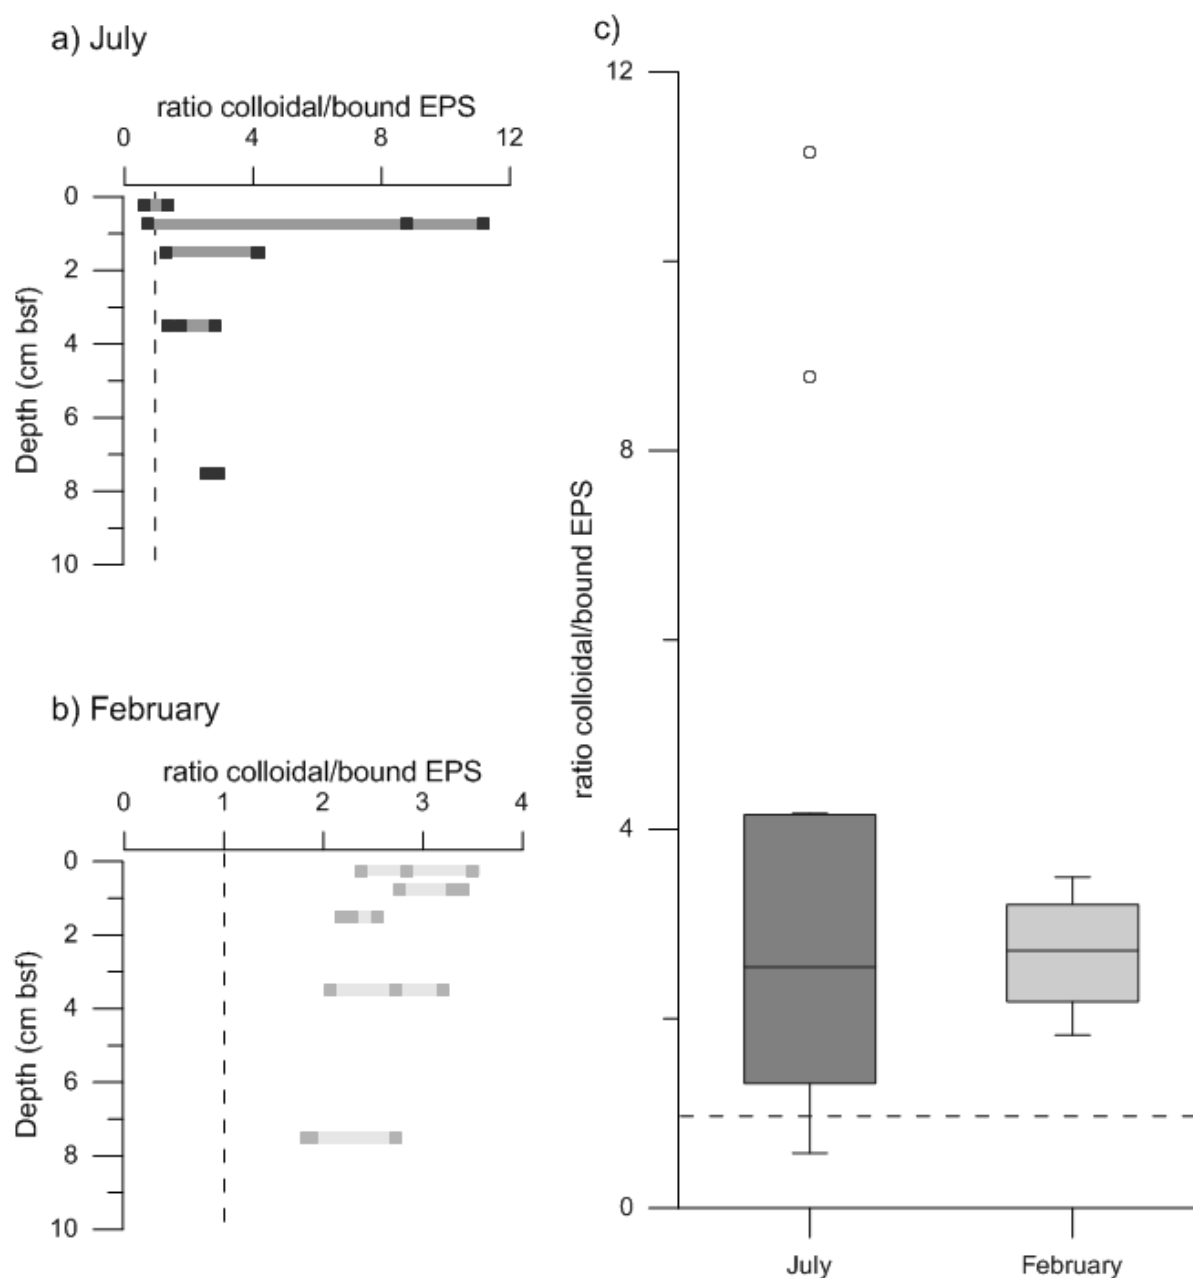 a) July
ratio colloidal/bound EPS
0 4 8 12
0
2
4
6
8
10
Depth (cm bsf)
b) February
ratio colloidal/bound EPS
0 1 2 3 4
0
2
4
6
8
10
Depth (cm bsf)
c)
12
8
4
0
ratio colloidal/bound EPS
July February